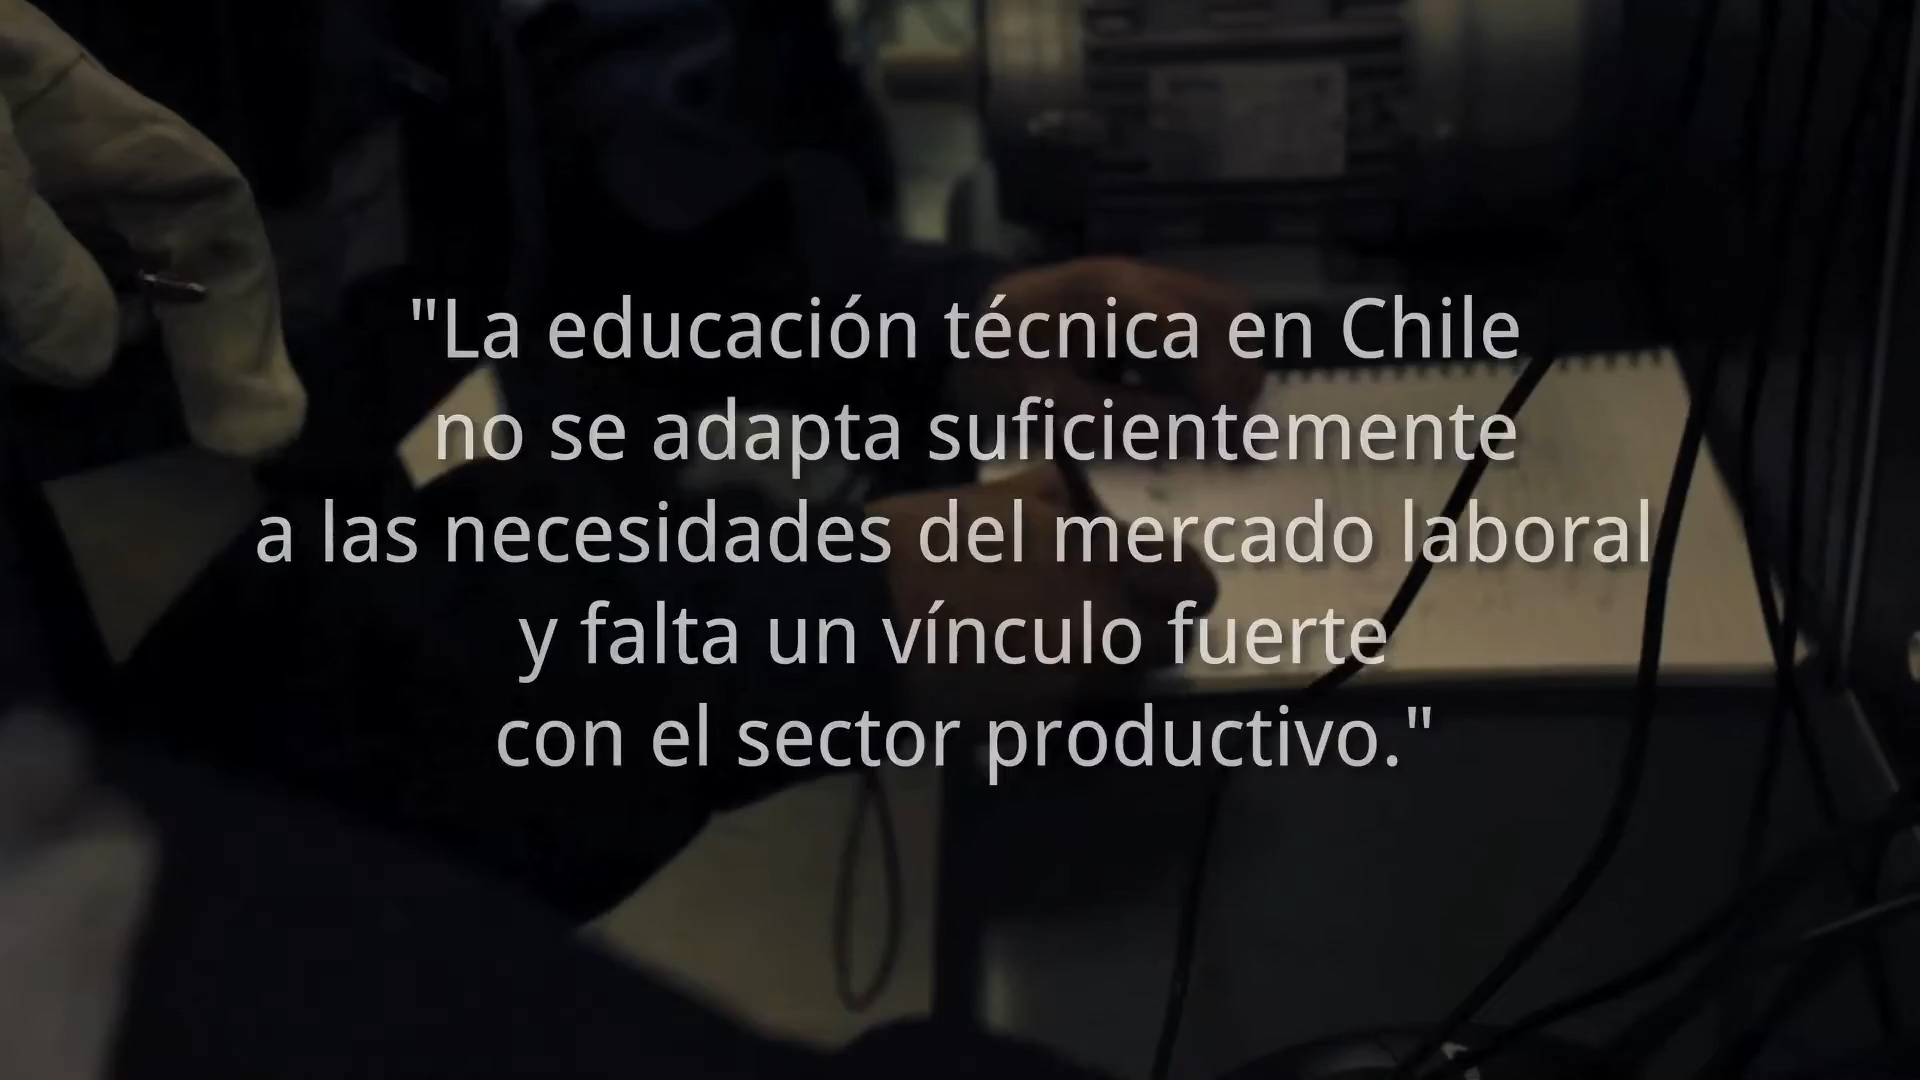 "La educación técnica en Chile
no se adapta suficientemente
a las necesidades del mercado laboral
y falta un vínculo fuerte
con el sector productivo."